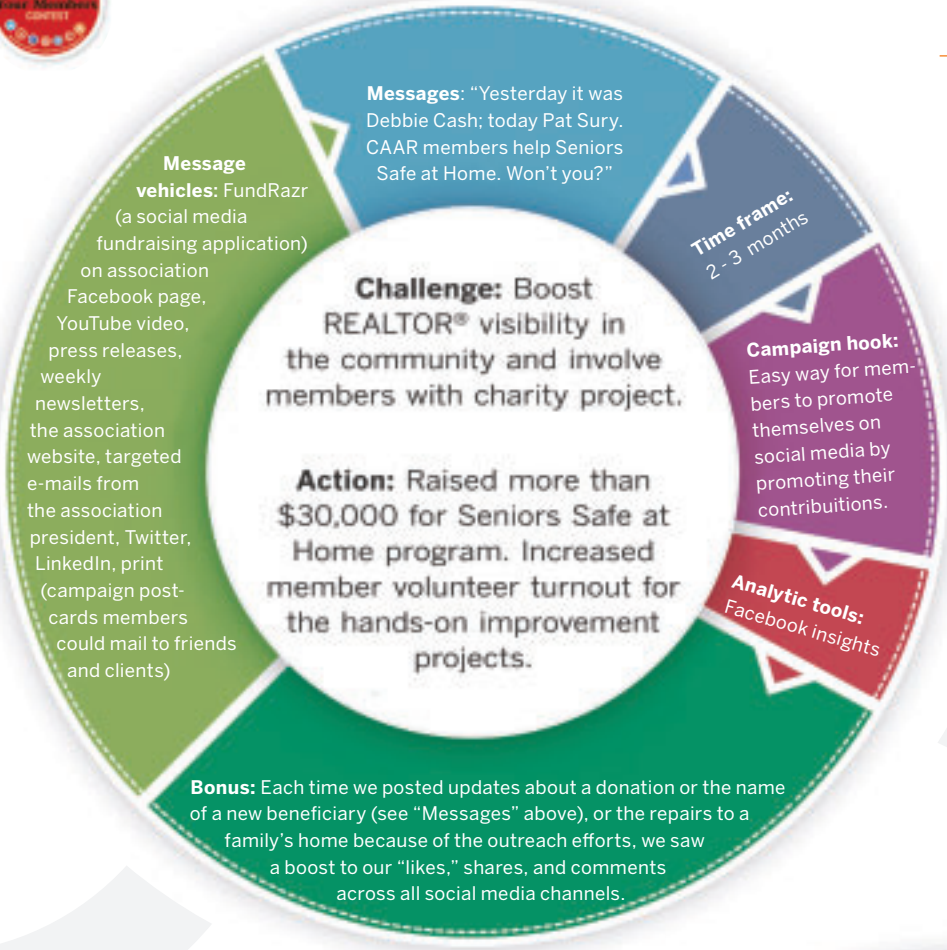 Your Members
CONTEST
Message
vehicles: FundRazr
(a social media
fundraising application)
on association
Facebook page,
YouTube video,
press releases,
weekly
newsletters,
the association
website, targeted
e-mails from
the association
president, Twitter,
LinkedIn, print
(campaign post-
cards members
could mail to friends
and clients)
Messages: “Yesterday it was
Debbie Cash; today Pat Sury.
CAAR members help Seniors
Safe at Home. Won’t you?”
Time frame:
2 - 3 months
Campaign hook:
Easy way for mem-
bers to promote
themselves on
social media by
promoting their
contribuitions.
Analytic tools:
Facebook insights
Bonus: Each time we posted updates about a donation or the name
of a new beneficiary (see “Messages” above), or the repairs to a
family’s home because of the outreach efforts, we saw
a boost to our “likes,” shares, and comments
across all social media channels.
Challenge: Boost
REALTOR® visibility in
the community and involve
members with charity project.
Action: Raised more than
$30,000 for Seniors Safe at
Home program. Increased
member volunteer turnout for
the hands-on improvement
projects.